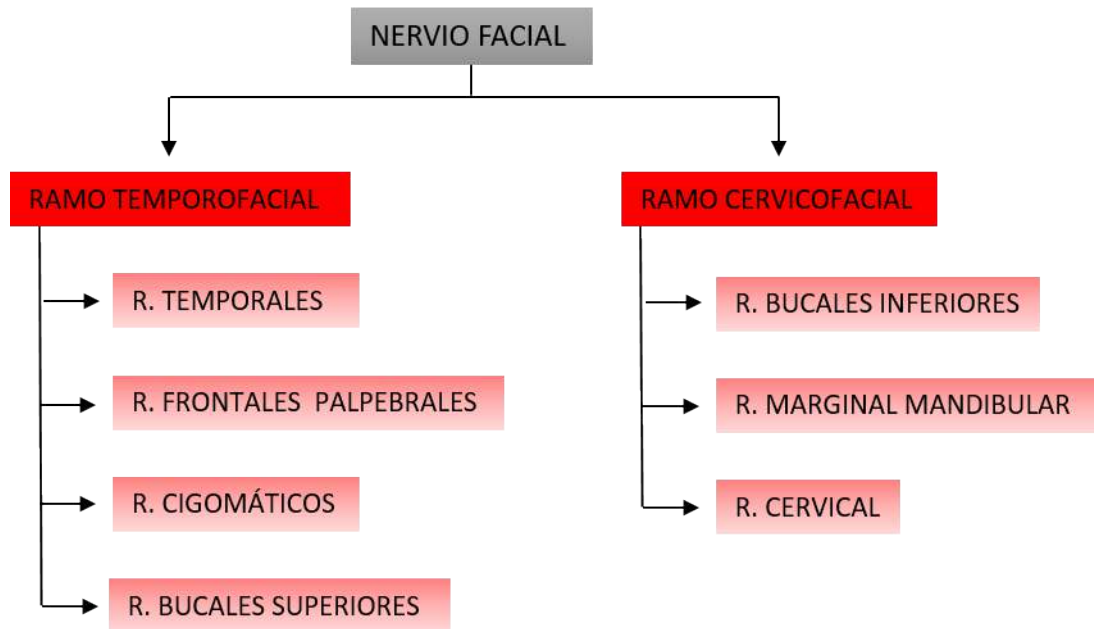 NERVIO FACIAL
RAMO TEMPOROFACIAL
R. TEMPORALES
R. FRONTALES PALPEBRALES
R. CIGOMÁTICOS
R. BUCALES SUPERIORES
RAMO CERVICOFACIAL
R. BUCALES INFERIORES
R. MARGINAL MANDIBULAR
R. CERVICAL